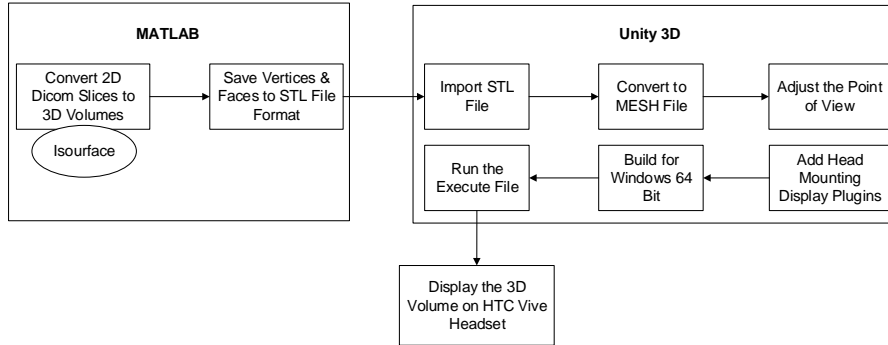 MATLAB
Convert 2D
Dicom Slices to
3D Volumes
Isourface
Save Vertices &
Faces to STL File
Format
Unity 3D
Import STL
File
Convert to
MESH File
Adjust the Point
of View
Add Head
Mounting
Display Plugins
Build for
Windows 64
Bit
Run the
Execute File
Display the 3D
Volume on HTC Vive
Headset